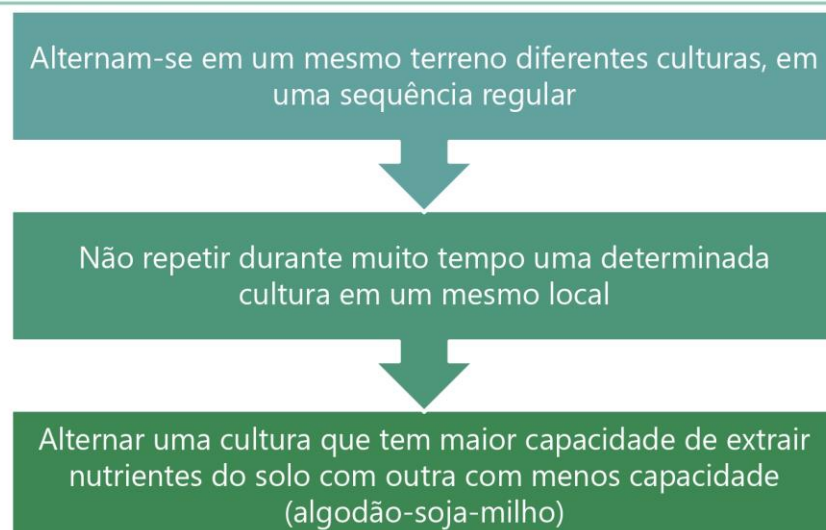 Alternam-se em um mesmo terreno diferentes culturas, em
uma sequência regular
Não repetir durante muito tempo uma determinada
cultura em um mesmo local
Alternar uma cultura que tem maior capacidade de extrair
nutrientes do solo com outra com menos capacidade
(algodão-soja-milho)